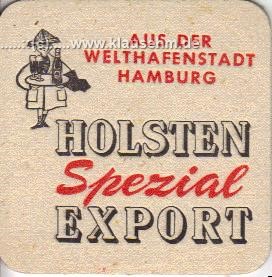 www.klausehm.de
AUS DER
WELTHAFENSTADT
HAMBURG
HOLSTEN
Spezial
EXPORT